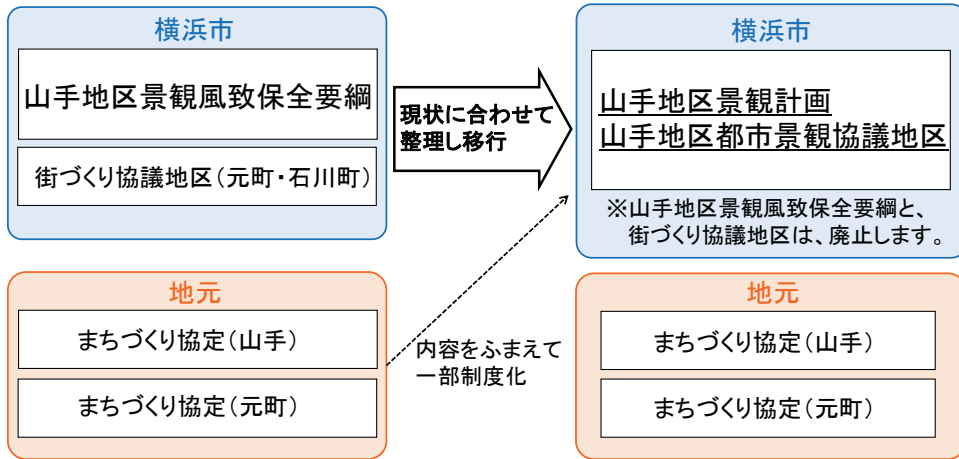 横浜市
山手地区景観風致保全要綱
街づくり協議地区(元町・石川町)
現状に合わせて
整理し移行
横浜市
山手地区景観計画
山手地区都市景観協議地区
※山手地区景観風致保全要綱と、
街づくり協議地区は、廃止します。
地元
まちづくり協定(山手)
まちづくり協定(元町)
内容をふまえて
一部制度化
地元
まちづくり協定(山手)
まちづくり協定(元町)